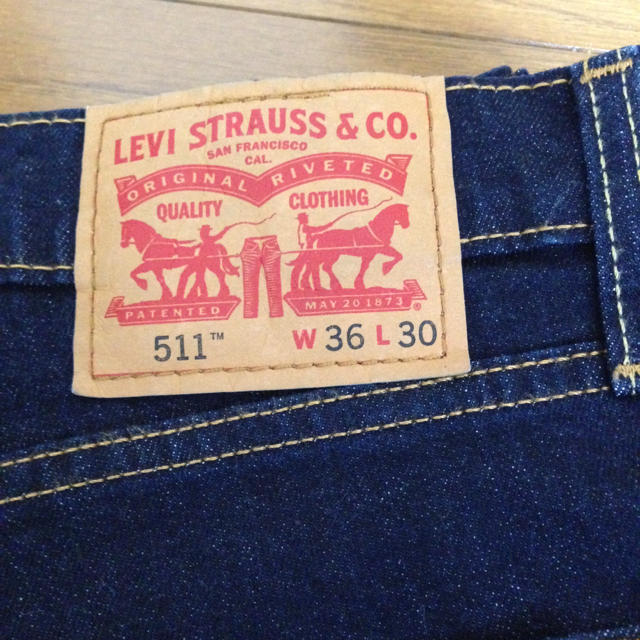 LEVI STRAUSS & CO.
SAN FRANCISCO
CAL.
ORIGINAL RIVETED
QUALITY CLOTHING
PATENTED MAY 20 1873 ®
511™ W 36 L 30